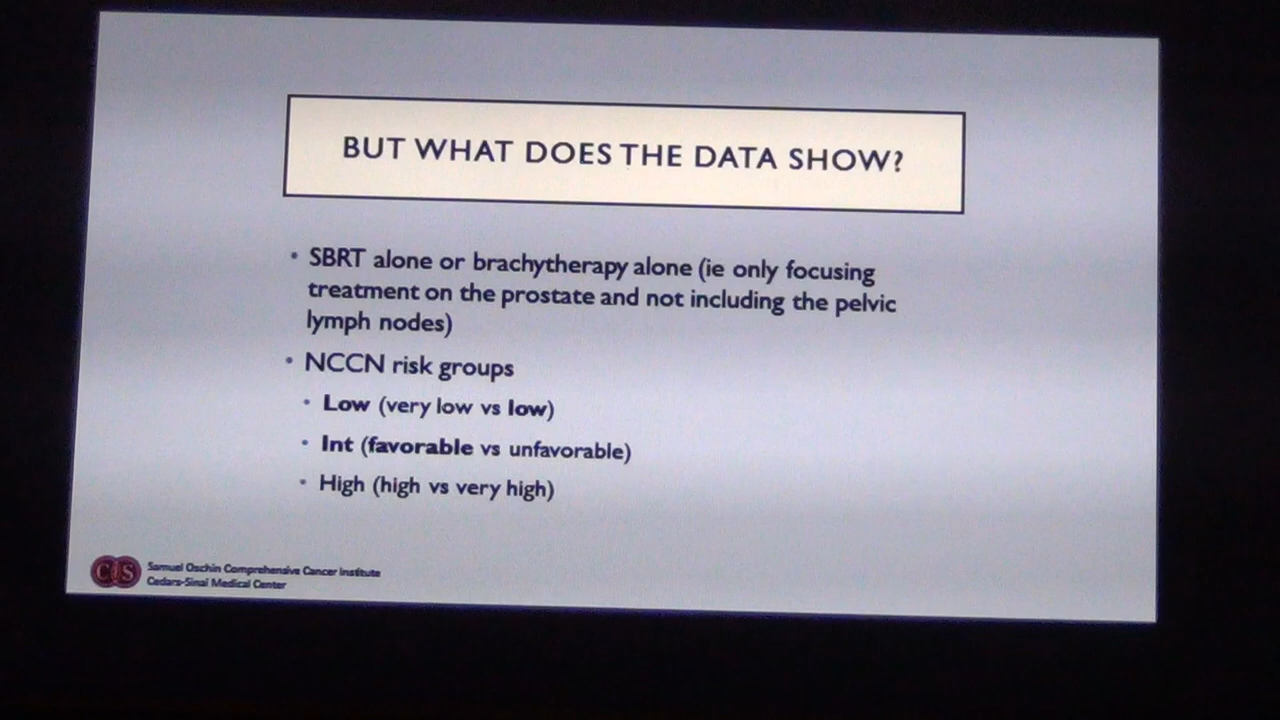 BUT WHAT DOES THE DATA SHOW?
• SBRT alone or brachytherapy alone (ie only focusing
treatment on the prostate and not including the pelvic
lymph nodes)
• NCCN risk groups
• Low (very low vs low)
• Int (favorable vs unfavorable)
• High (high vs very high)
CS Samuel Oschin Comprehensive Cancer Institute
Cedars-Sinai Medical Center